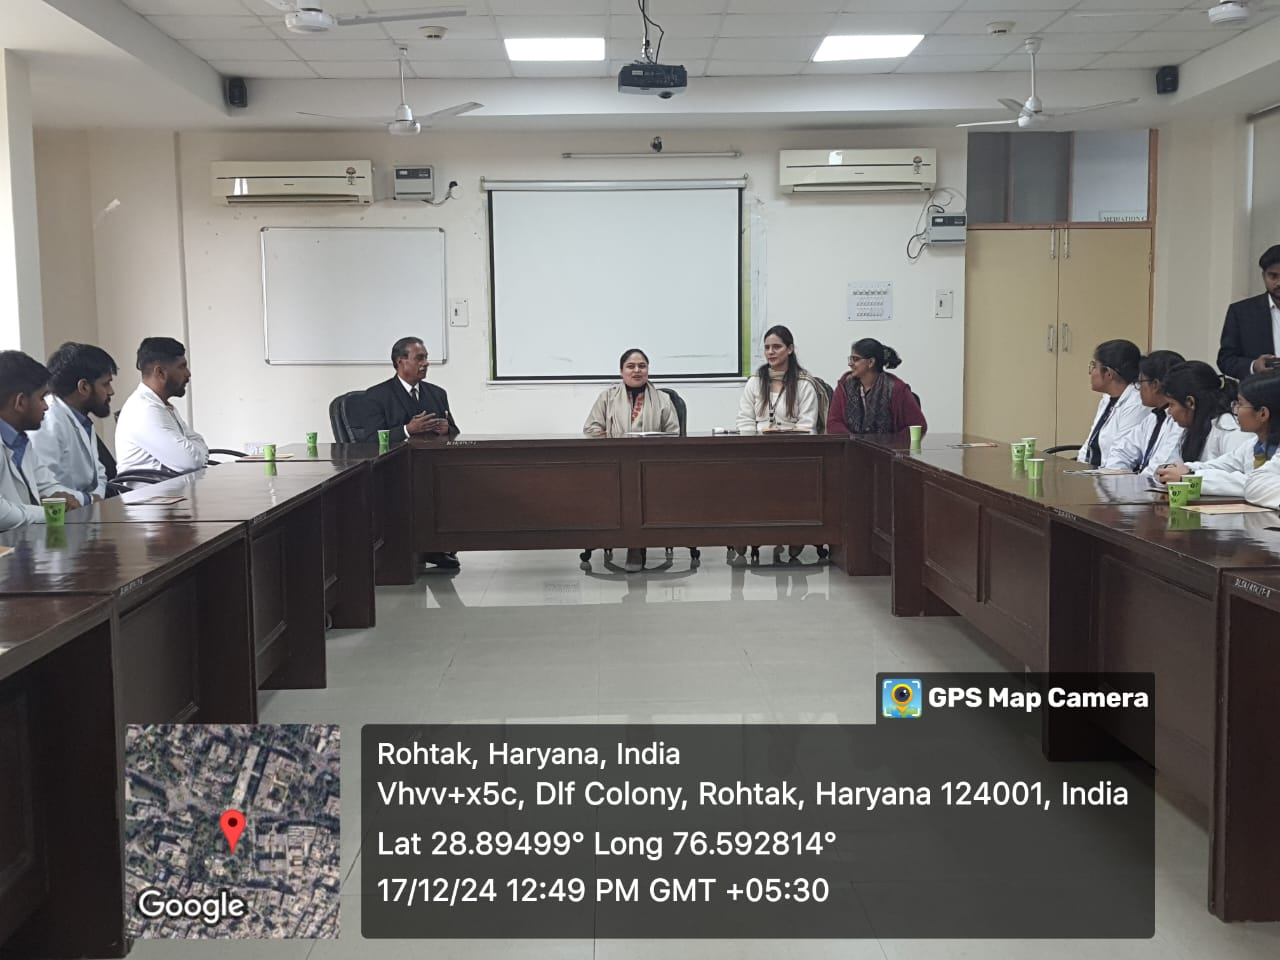 MEDIATION C
GPS Map Camera
Rohtak, Haryana, India
Vhvv+x5c, Dlf Colony, Rohtak, Haryana 124001, India
Lat 28.89499° Long 76.592814°
17/12/24 12:49 PM GMT +05:30
Google